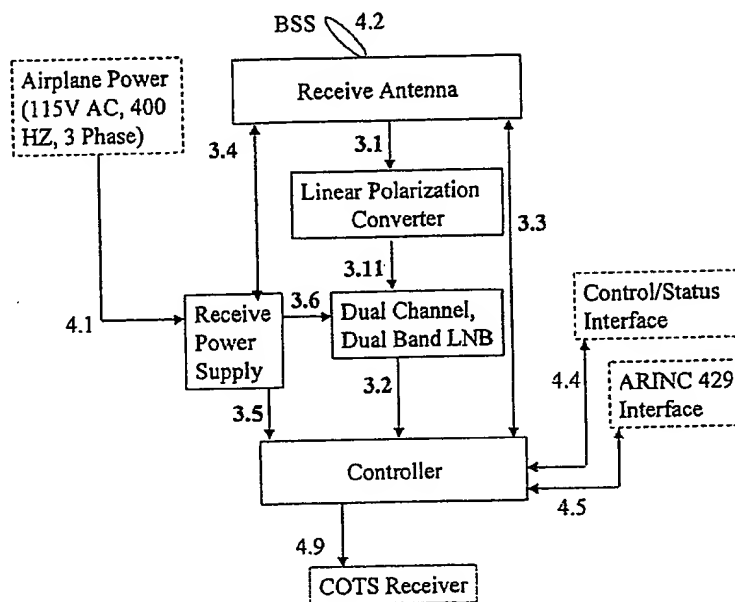 BSS
4.2
Airplane Power
(115V AC, 400
HZ, 3 Phase)
Receive Antenna
3.4
3.1
3.3
Linear Polarization
Converter
3.11
4.1
Receive
Power
Supply
3.6
Dual Channel,
Dual Band LNB
Control/Status
Interface
3.5
3.2
4.4
ARINC 429
Interface
Controller
4.5
4.9
COTS Receiver